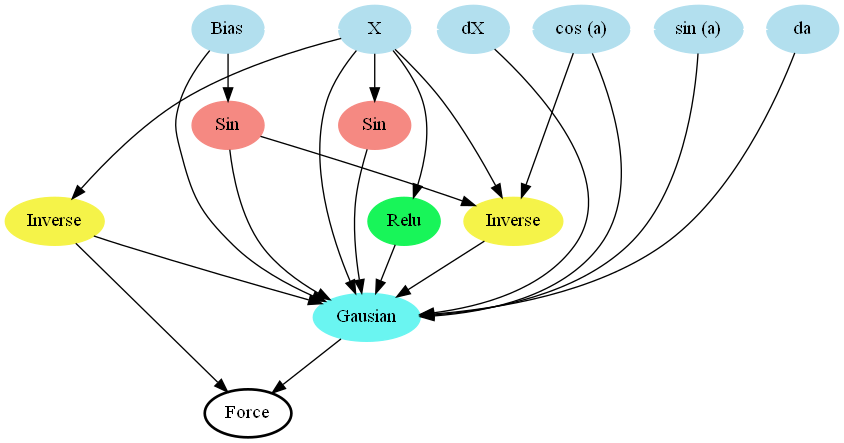 Bias
X
dX
cos (a)
sin (a)
da
Sin
Sin
Inverse
Relu
Inverse
Gausian
Force